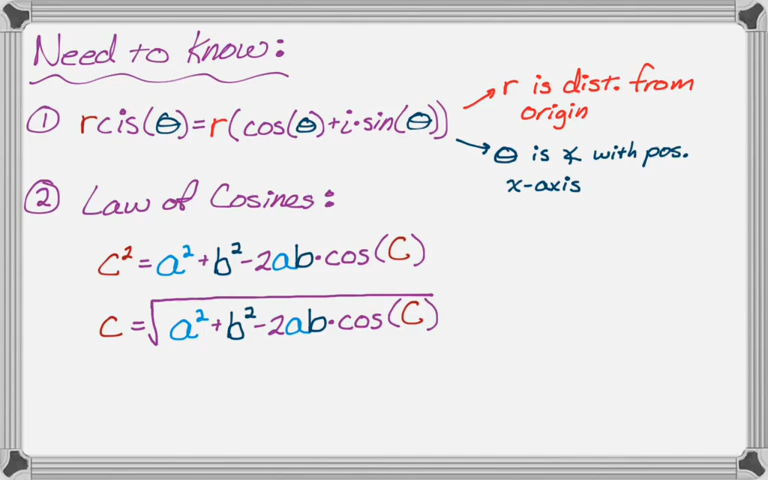 Need to Know:
① rcis(θ)=r(cos(θ)+i·sin(θ))
r is dist. from
origin
θ is ∡ with pos.
x-axis
② Law of Cosines:
c²=a²+b²-2ab·cos(C)
c=√(a²+b²-2ab·cos(C))